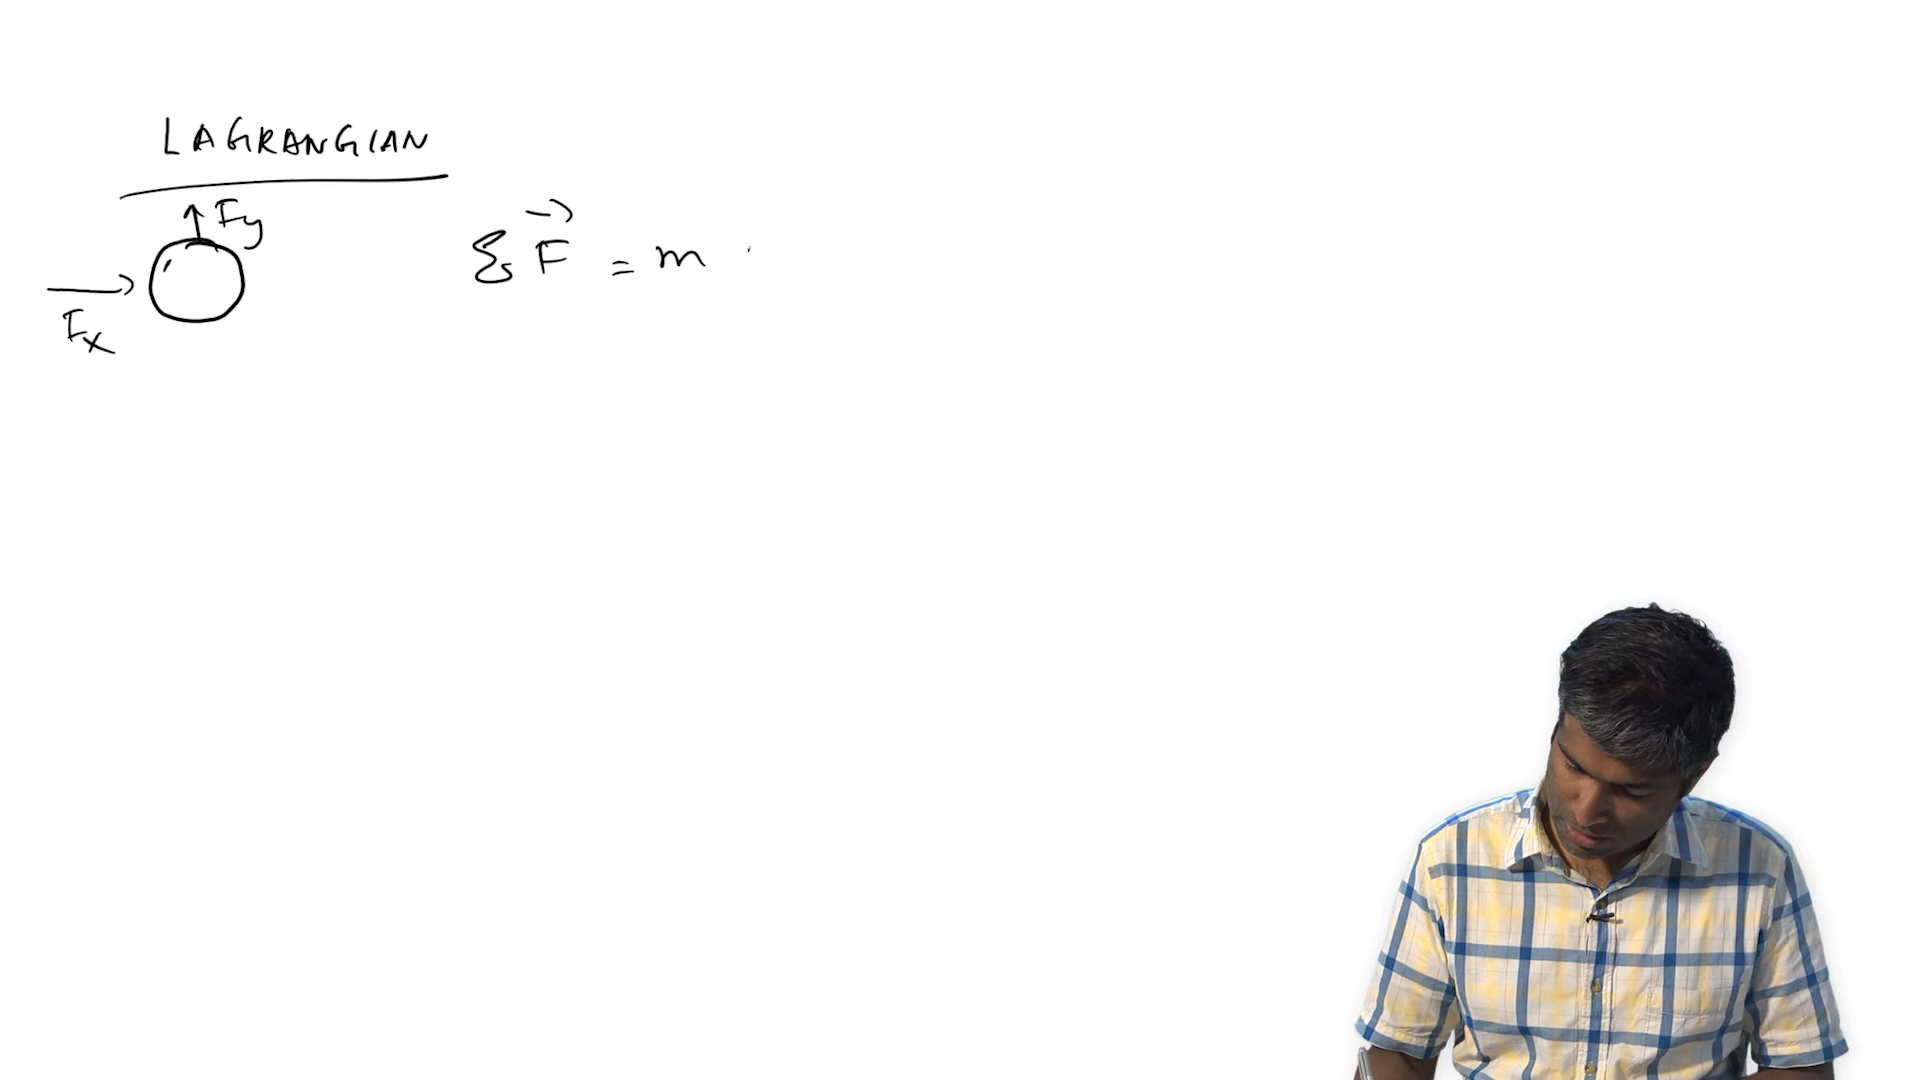 LAGRANGIAN
Fy
Σ F⃗ = m
Fx